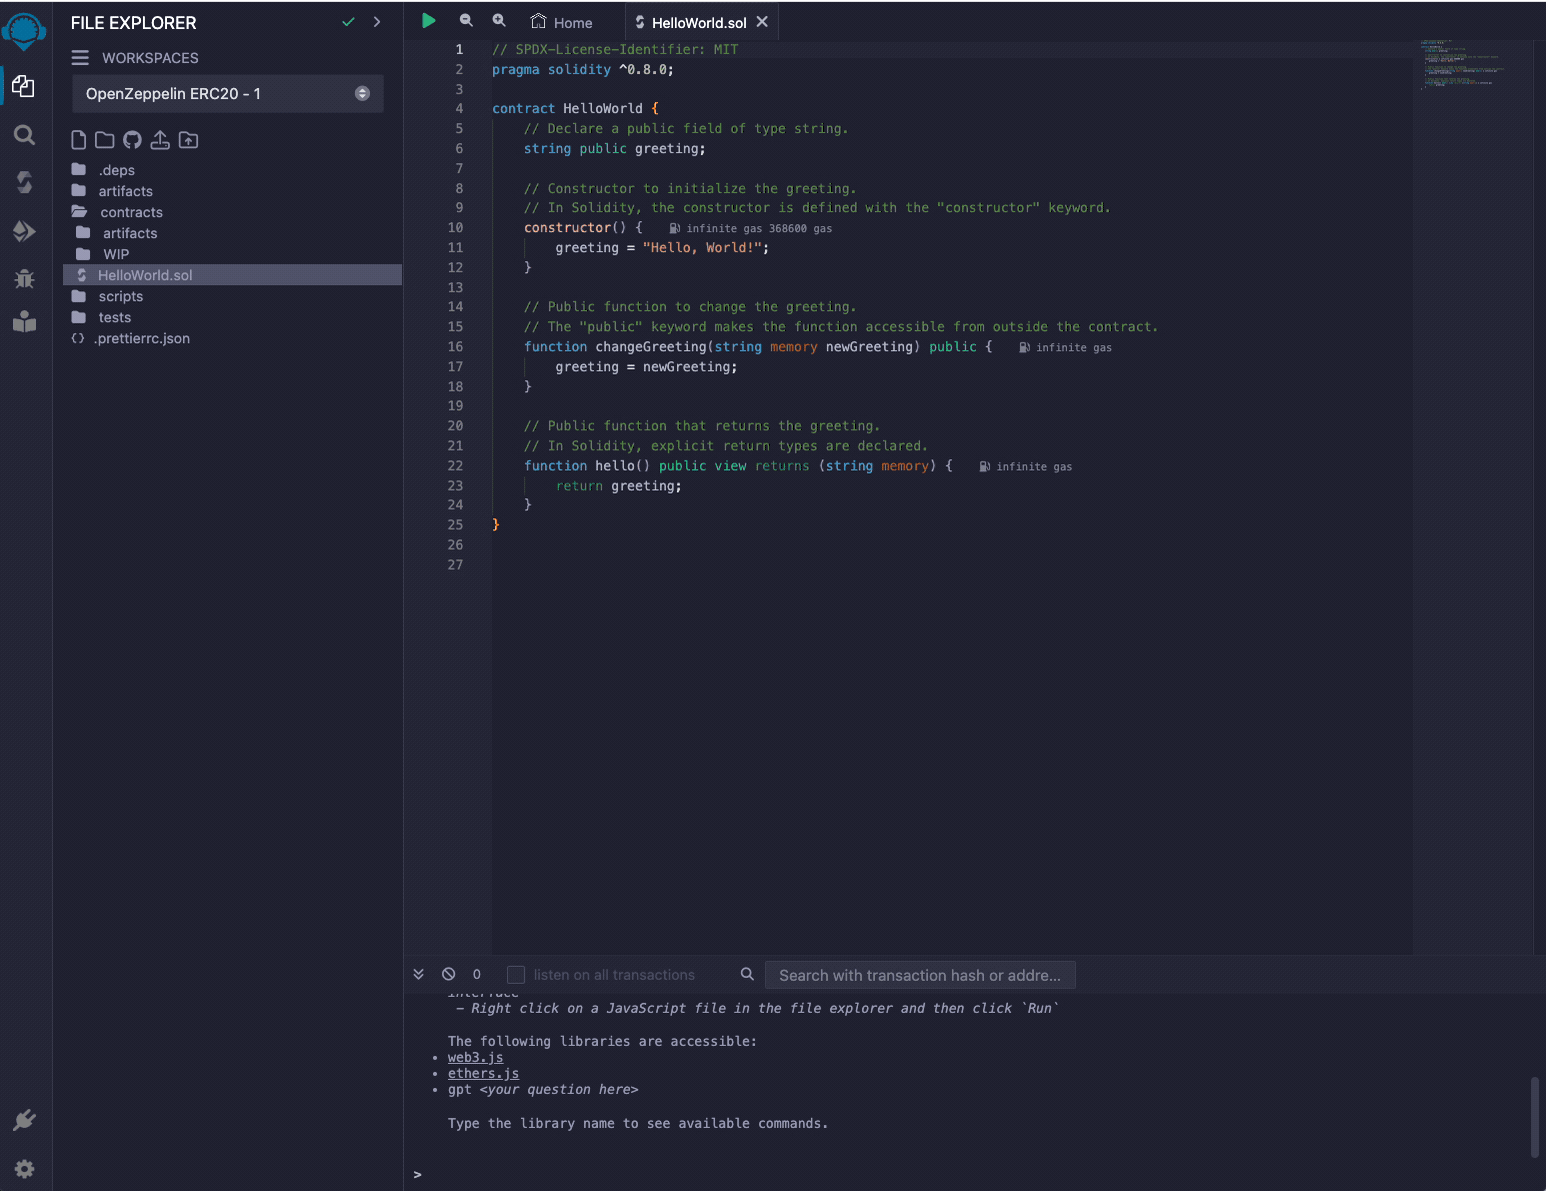 FILE EXPLORER
WORKSPACES
OpenZeppelin ERC20 - 1
.deps
artifacts
contracts
artifacts
WIP
HelloWorld.sol
scripts
tests
{} .prettierrc.json
Home
HelloWorld.sol
1 // SPDX-License-Identifier: MIT
2 pragma solidity ^0.8.0;
3
4 contract HelloWorld {
5 // Declare a public field of type string.
6 string public greeting;
7
8 // Constructor to initialize the greeting.
9 // In Solidity, the constructor is defined with the "constructor" keyword.
10 constructor() { infinite gas 368600 gas
11 greeting = "Hello, World!";
12 }
13
14 // Public function to change the greeting.
15 // The "public" keyword makes the function accessible from outside the contract.
16 function changeGreeting(string memory newGreeting) public { infinite gas
17 greeting = newGreeting;
18 }
19
20 // Public function that returns the greeting.
21 // In Solidity, explicit return types are declared.
22 function hello() public view returns (string memory) { infinite gas
23 return greeting;
24 }
25 }
26
27
0
listen on all transactions
Search with transaction hash or addre...
interface
- Right click on a JavaScript file in the file explorer and then click `Run`
The following libraries are accessible:
• web3.js
• ethers.js
• gpt <your question here>
Type the library name to see available commands.
>